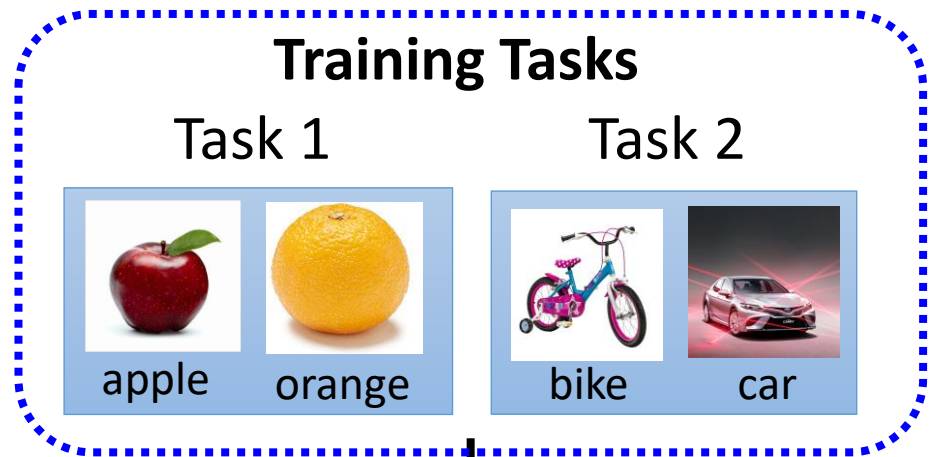 Training Tasks
Task 1
Task 2
apple
orange
bike
car